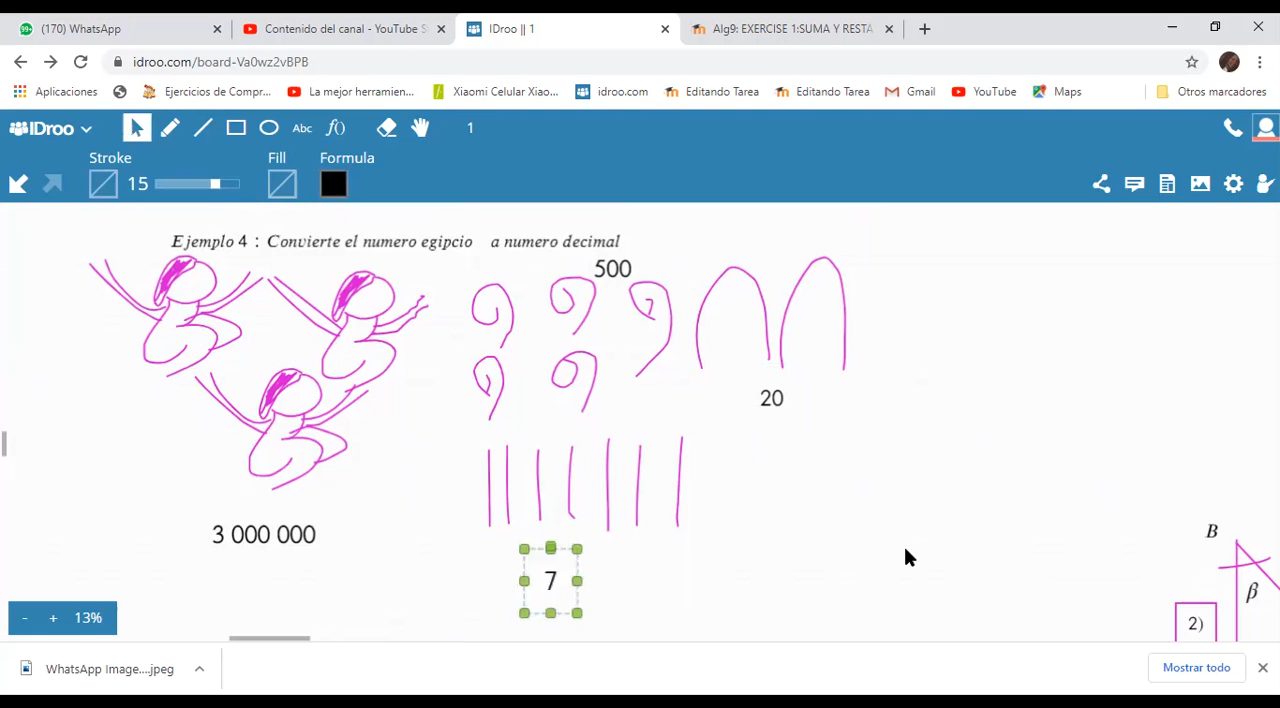 (170) WhatsApp
Contenido del canal - YouTube S
IDroo || 1
Alg9: EXERCISE 1:SUMA Y RESTA
idroo.com/board-Va0wz2vBPB
Aplicaciones
Ejercicios de Compr...
La mejor herramien...
Xiaomi Celular Xiao...
idroo.com
Editando Tarea
Editando Tarea
Gmail
YouTube
Maps
Otros marcadores
IDroo
Abc
f()
1
Stroke
Fill
Formula
15
Ejemplo 4 : Convierte el numero egipcio a numero decimal
500
20
3 000 000
7
B
β
2)
- + 13%
WhatsApp Image....jpeg
Mostrar todo